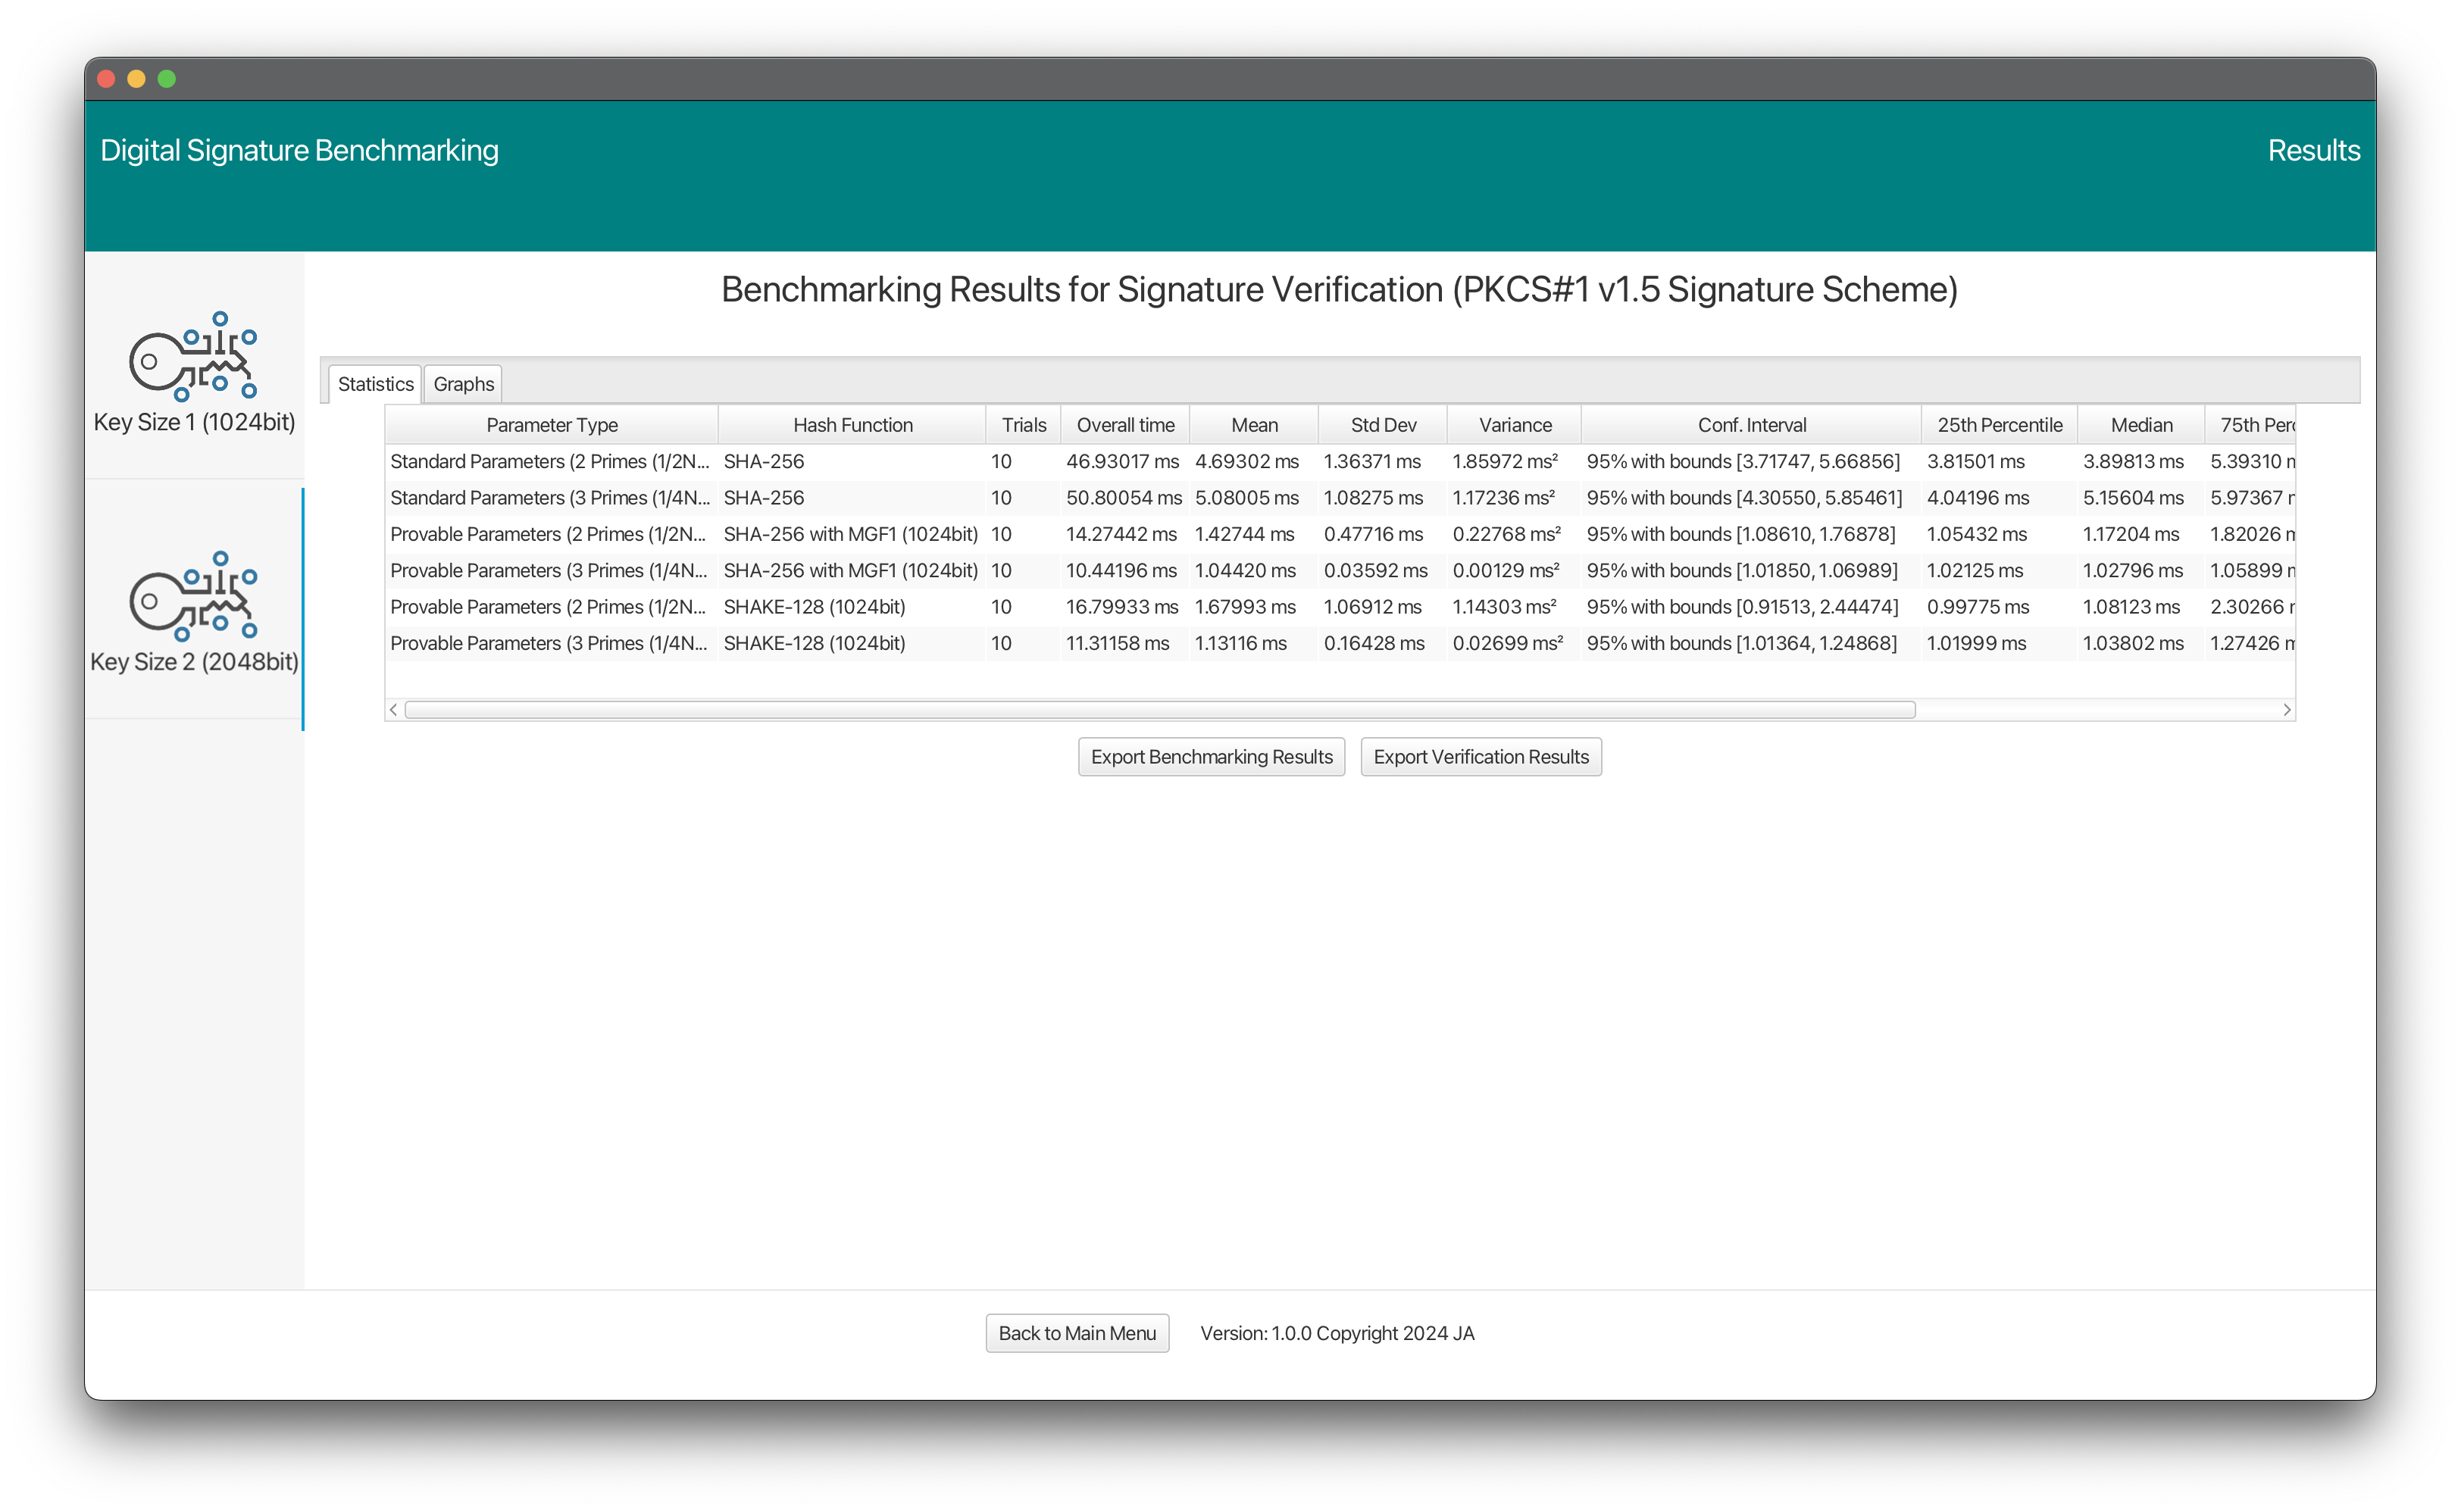 Digital Signature Benchmarking
Results
Key Size 1 (1024bit)
Key Size 2 (2048bit)
Benchmarking Results for Signature Verification (PKCS#1 v1.5 Signature Scheme)
Statistics Graphs
Parameter Type Hash Function Trials Overall time Mean Std Dev Variance Conf. Interval 25th Percentile Median 75th Perc
Standard Parameters (2 Primes (1/2N... SHA-256 10 46.93017 ms 4.69302 ms 1.36371 ms 1.85972 ms² 95% with bounds [3.71747, 5.66856] 3.81501 ms 3.89813 ms 5.39310 m
Standard Parameters (3 Primes (1/4N... SHA-256 10 50.80054 ms 5.08005 ms 1.08275 ms 1.17236 ms² 95% with bounds [4.30550, 5.85461] 4.04196 ms 5.15604 ms 5.97367 m
Provable Parameters (2 Primes (1/2N... SHA-256 with MGF1 (1024bit) 10 14.27442 ms 1.42744 ms 0.47716 ms 0.22768 ms² 95% with bounds [1.08610, 1.76878] 1.05432 ms 1.17204 ms 1.82026 m
Provable Parameters (3 Primes (1/4N... SHA-256 with MGF1 (1024bit) 10 10.44196 ms 1.04420 ms 0.03592 ms 0.00129 ms² 95% with bounds [1.01850, 1.06989] 1.02125 ms 1.02796 ms 1.05899 m
Provable Parameters (2 Primes (1/2N... SHAKE-128 (1024bit) 10 16.79933 ms 1.67993 ms 1.06912 ms 1.14303 ms² 95% with bounds [0.91513, 2.44474] 0.99775 ms 1.08123 ms 2.30266 m
Provable Parameters (3 Primes (1/4N... SHAKE-128 (1024bit) 10 11.31158 ms 1.13116 ms 0.16428 ms 0.02699 ms² 95% with bounds [1.01364, 1.24868] 1.01999 ms 1.03802 ms 1.27426 m
Export Benchmarking Results Export Verification Results
Back to Main Menu Version: 1.0.0 Copyright 2024 JA